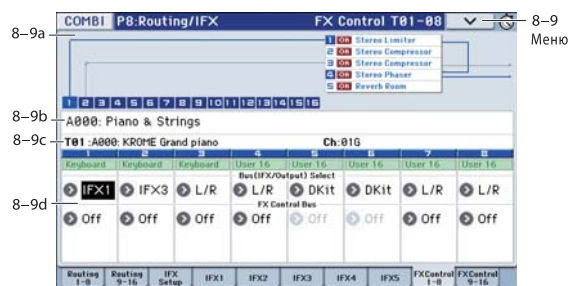 COMBI P8:Routing/IFX FX Control T01-08
8–9
Меню
8–9a
1 ON Stereo Limiter
2 ON Stereo Compressor
3 ON Stereo Compressor
4 ON Stereo Phaser
5 ON Reverb Room
1 2 3 4 5 6 7 8 9 10 11 12 13 14 15 16
8–9b
A000: Piano & Strings
8–9c
T01 :A000: KROME Grand piano Ch:01G
1 2 3 4 5 6 7 8
Keyboard Keyboard Keyboard User 16 User 16 User 16 User 16 User 16
Bus(IFX/Output) Select
IFX1 IFX3 L/R L/R DKit DKit L/R L/R
8–9d
FX Control Bus
Off Off Off Off Off Off Off Off
Routing 1-8 Routing 9-16 IFX Setup IFX1 IFX2 IFX3 IFX4 IFX5 FXControl 1-8 FXControl 9-16